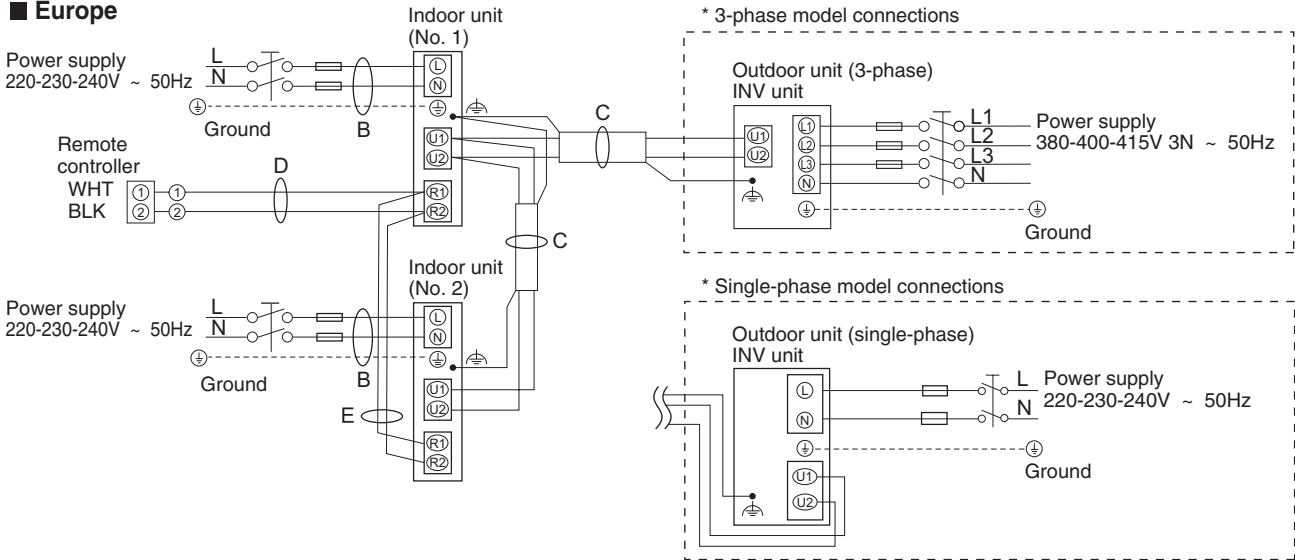 ■ Europe
Indoor unit
(No. 1)
Power supply
220-230-240V ~ 50Hz
L
N
Ground
B
L
N
U1
U2
R1
R2
Remote
controller
WHT
BLK
1
2
1
2
D
C
C
Indoor unit
(No. 2)
Power supply
220-230-240V ~ 50Hz
L
N
Ground
B
E
L
N
U1
U2
R1
R2
* 3-phase model connections
Outdoor unit (3-phase)
INV unit
U1
U2
L1
L2
L3
N
L1
L2
L3
N
Power supply
380-400-415V 3N ~ 50Hz
Ground
* Single-phase model connections
Outdoor unit (single-phase)
INV unit
L
N
U1
U2
L
N
Power supply
220-230-240V ~ 50Hz
Ground